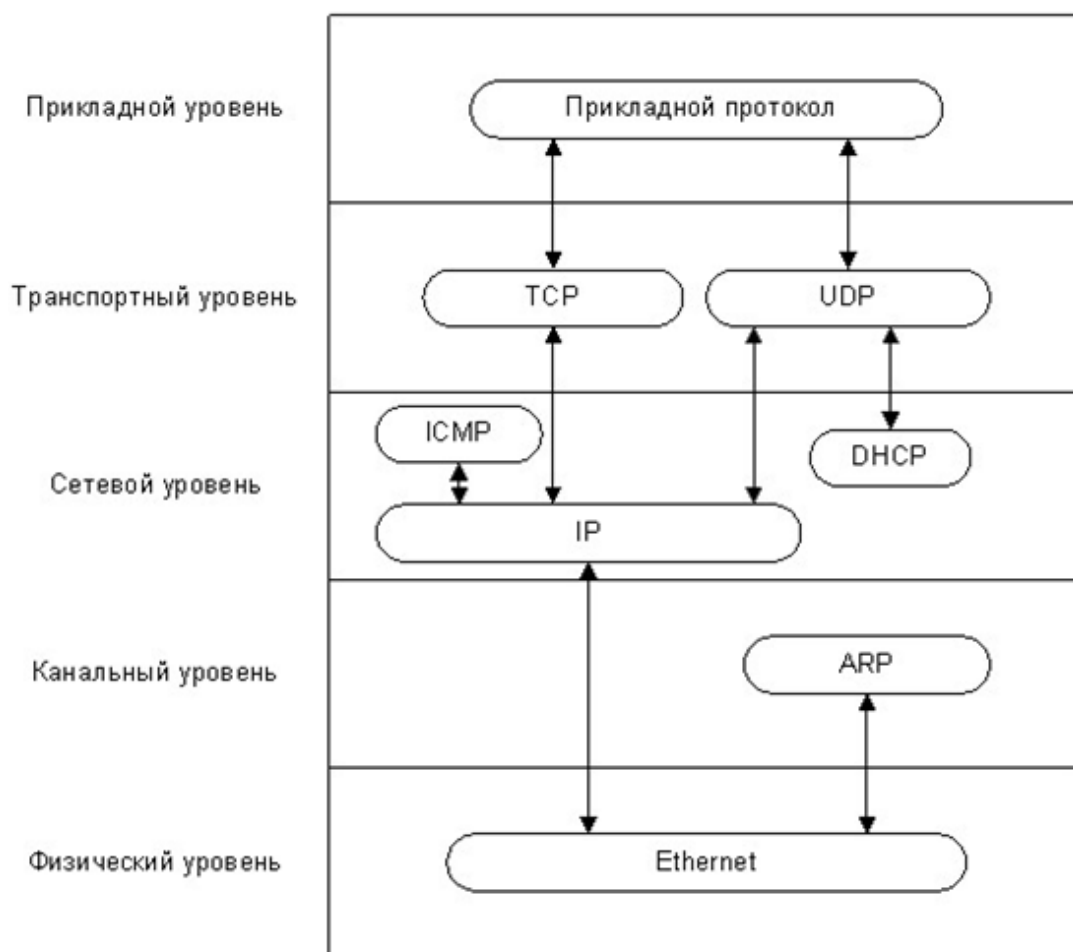 Прикладной уровень
Прикладной протокол
Транспортный уровень
TCP
UDP
Сетевой уровень
ICMP
DHCP
IP
Канальный уровень
ARP
Физический уровень
Ethernet